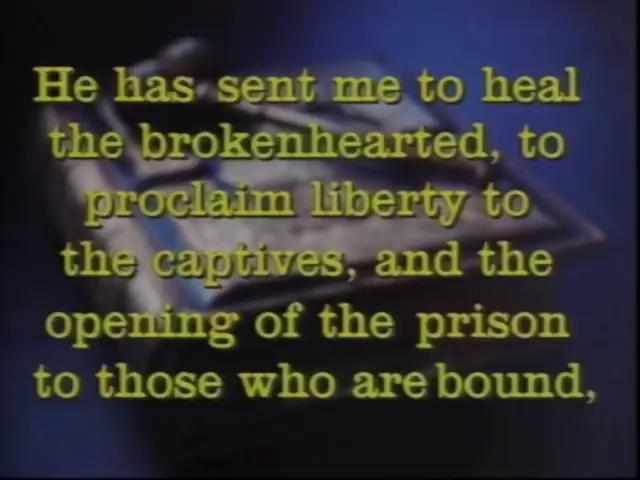 He has sent me to heal
the brokenhearted, to
proclaim liberty to
the captives, and the
opening of the prison
to those who are bound,